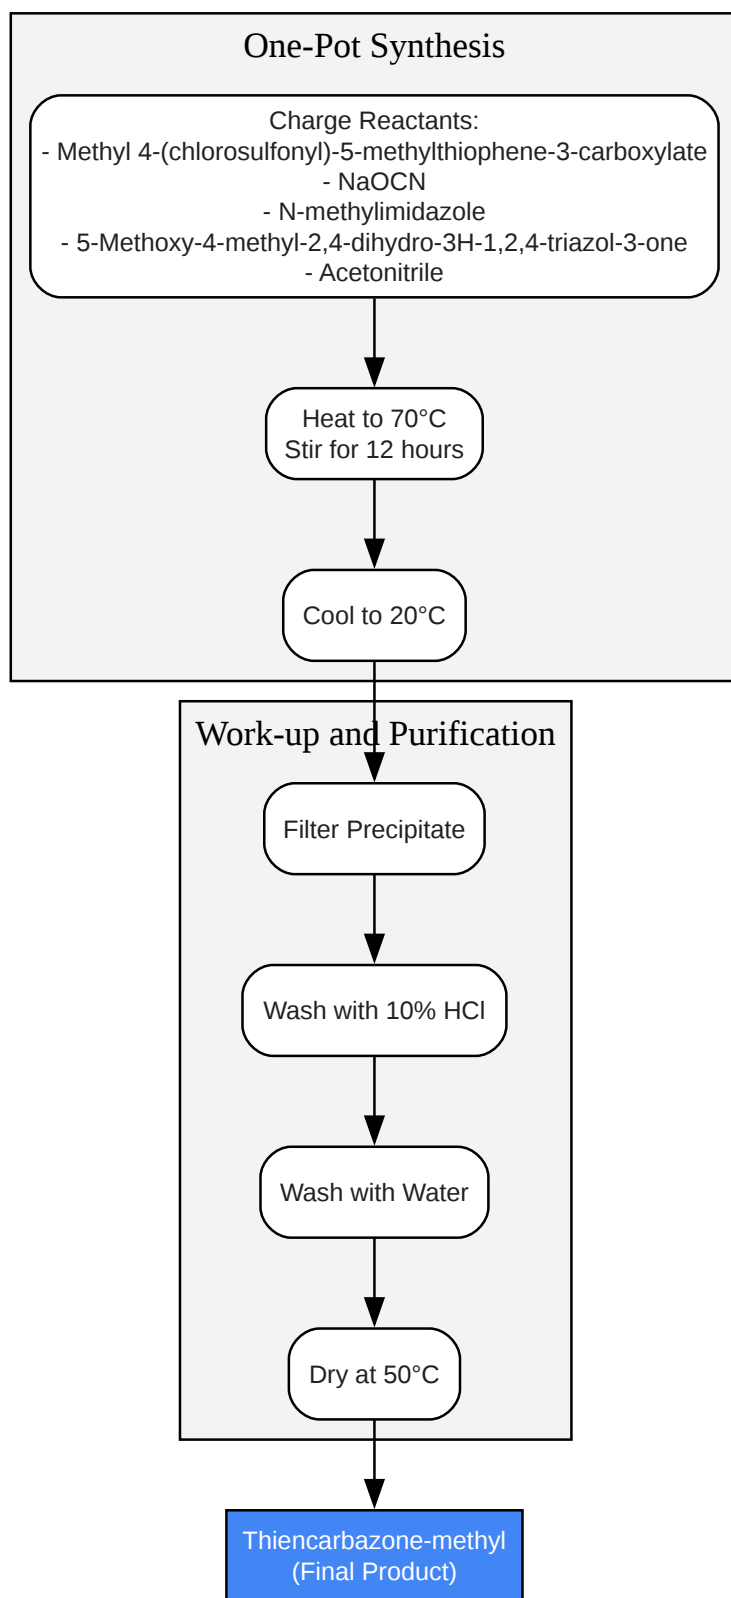 One-Pot Synthesis
Charge Reactants:
- Methyl 4-(chlorosulfonyl)-5-methylthiophene-3-carboxylate
- NaOCN
- N-methylimidazole
- 5-Methoxy-4-methyl-2,4-dihydro-3H-1,2,4-triazol-3-one
- Acetonitrile
Heat to 70°C
Stir for 12 hours
Cool to 20°C
Work-up and Purification
Filter Precipitate
Wash with 10% HCl
Wash with Water
Dry at 50°C
Thiencarbazone-methyl
(Final Product)